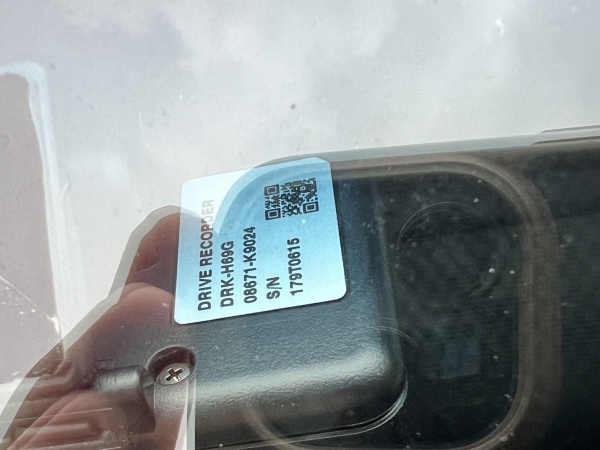 DRIVE RECORDER
DRK-H69G
08671-K9024
S/N
179T0615